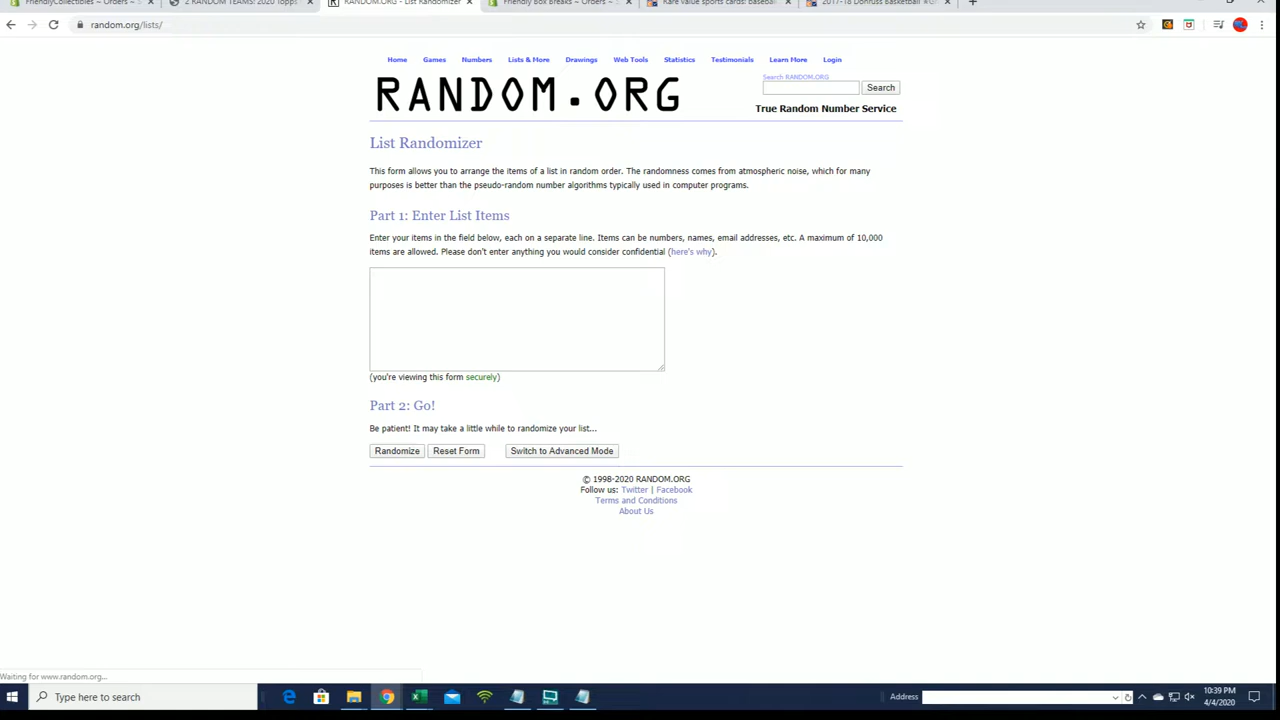 FriendlyCollectibles ~ Orders ~ S
2 RANDOM TEAMS: 2020 Topps
RANDOM.ORG - List Randomizer
Friendly Box Breaks ~ Orders ~ S
Rare value sports cards: basebal
2017-18 Donruss Basketball
random.org/lists/
Home Games Numbers Lists & More Drawings Web Tools Statistics Testimonials Learn More Login
RANDOM.ORG
Search RANDOM.ORG
Search
True Random Number Service
List Randomizer
This form allows you to arrange the items of a list in random order. The randomness comes from atmospheric noise, which for many
purposes is better than the pseudo-random number algorithms typically used in computer programs.
Part 1: Enter List Items
Enter your items in the field below, each on a separate line. Items can be numbers, names, email addresses, etc. A maximum of 10,000
items are allowed. Please don't enter anything you would consider confidential (here's why).
(you're viewing this form securely)
Part 2: Go!
Be patient! It may take a little while to randomize your list...
Randomize Reset Form Switch to Advanced Mode
© 1998-2020 RANDOM.ORG
Follow us: Twitter | Facebook
Terms and Conditions
About Us
Waiting for www.random.org...
Type here to search
Address
10:39 PM
4/4/2020